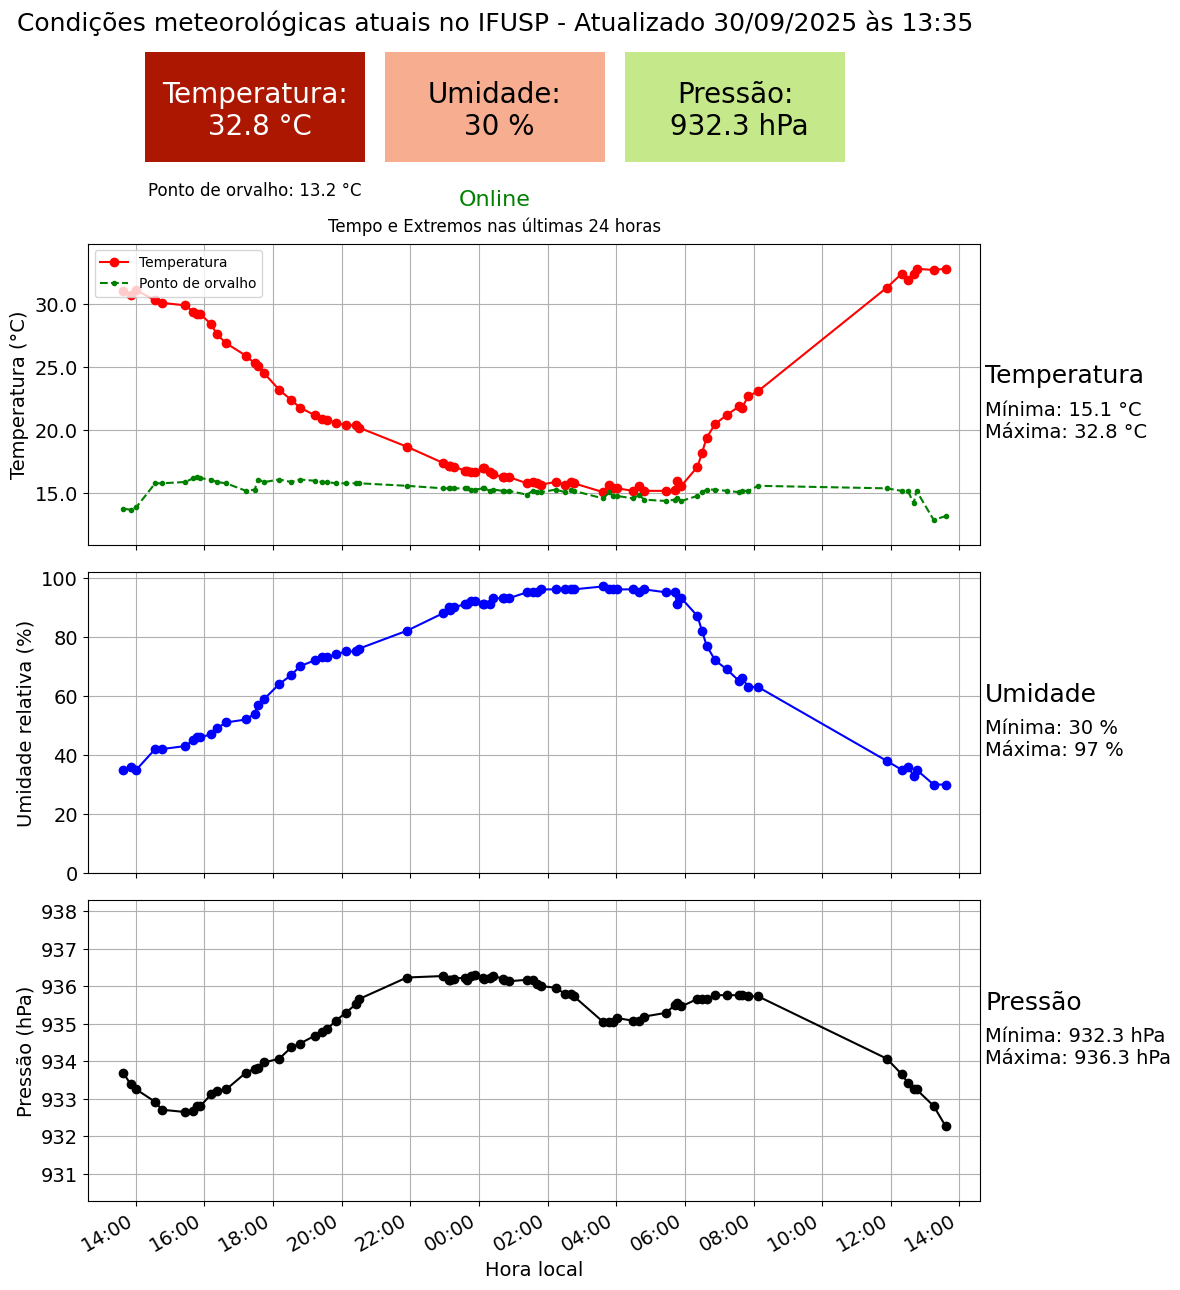 Condições meteorológicas atuais no IFUSP - Atualizado 30/09/2025 às 13:35
Temperatura:
32.8 °C
Umidade:
30 %
Pressão:
932.3 hPa
Ponto de orvalho: 13.2 °C
Online
Tempo e Extremos nas últimas 24 horas
Temperatura
Ponto de orvalho
Temperatura (°C)
30.0
25.0
20.0
15.0
Temperatura
Mínima: 15.1 °C
Máxima: 32.8 °C
Umidade relativa (%)
100
80
60
40
20
0
Umidade
Mínima: 30 %
Máxima: 97 %
Pressão (hPa)
938
937
936
935
934
933
932
931
Pressão
Mínima: 932.3 hPa
Máxima: 936.3 hPa
14:00 16:00 18:00 20:00 22:00 00:00 02:00 04:00 06:00 08:00 10:00 12:00 14:00
Hora local